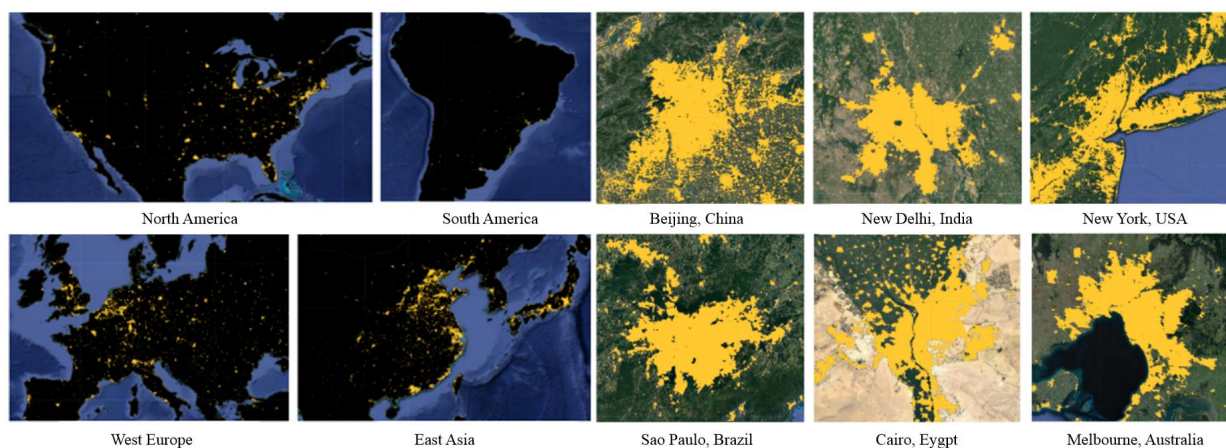 North America
South America
Beijing, China
New Delhi, India
New York, USA
West Europe
East Asia
Sao Paulo, Brazil
Cairo, Eygpt
Melbourne, Australia